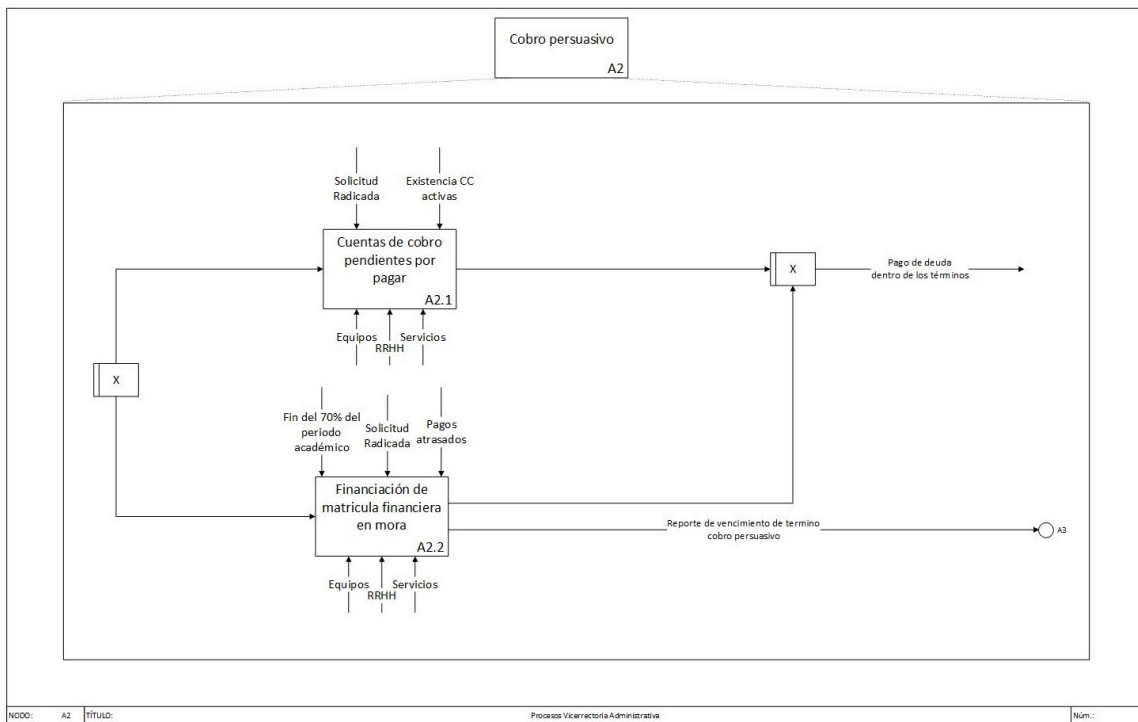 Cobro persuasivo
A2
Solicitud
Radicada
Existencia CC
activas
Cuentas de cobro
pendientes por
pagar
A2.1
X
Pago de deuda
dentro de los términos
Equipos
RRHH
Servicios
X
Fin del 70% del
periodo
académico
Solicitud
Radicada
Pagos
atrasados
Financiación de
matricula financiera
en mora
A2.2
Reporte de vencimiento de termino
cobro persuasivo
A3
Equipos
RRHH
Servicios
NODO: A2 TÍTULO: Procesos Vicerrectoria Administrativa Núm.: